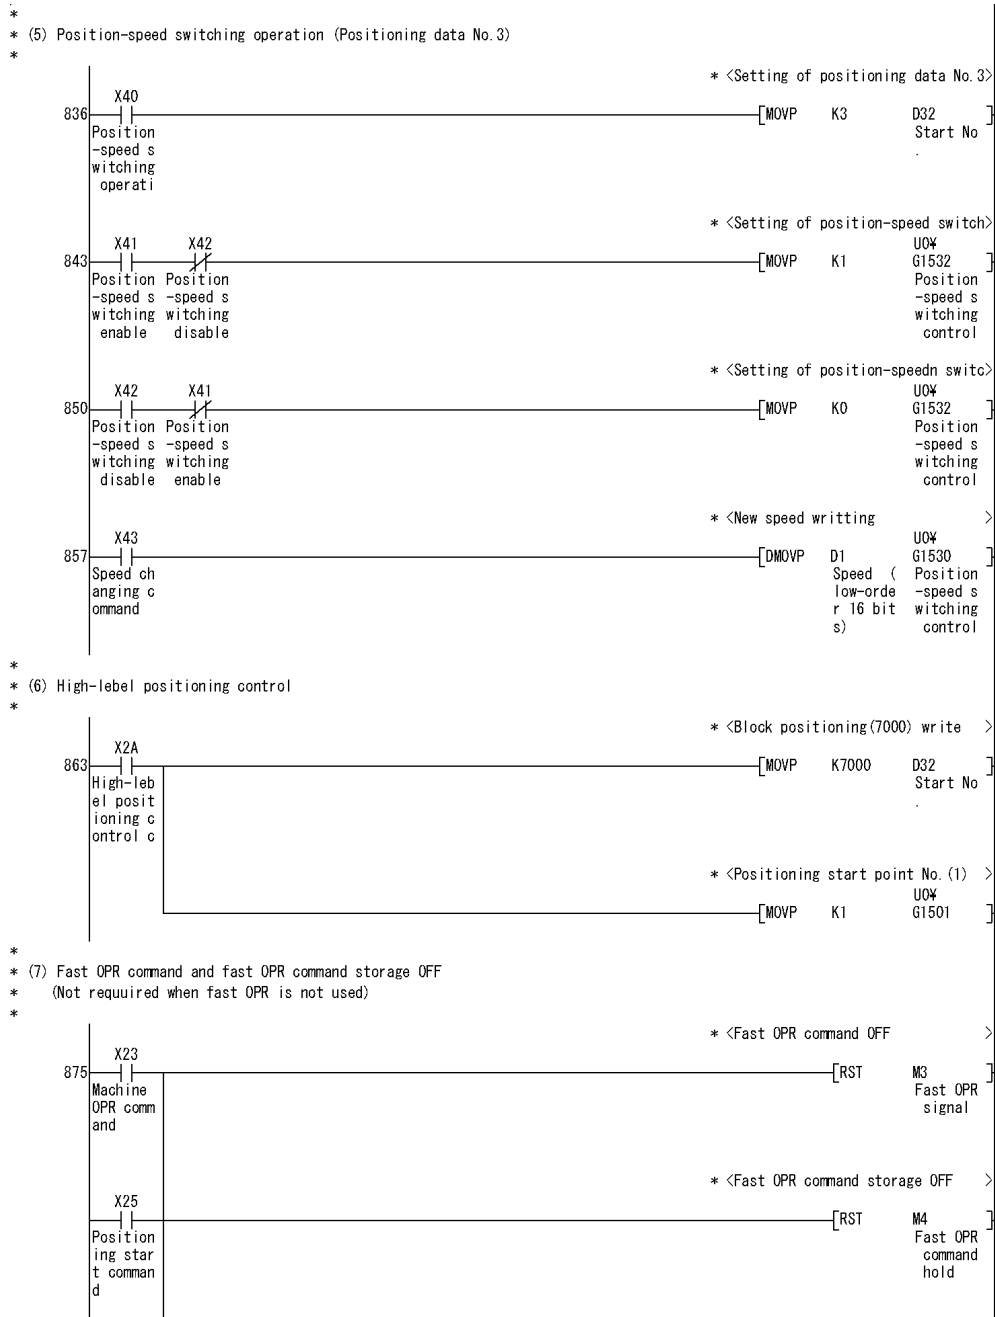 *
* (5) Position-speed switching operation (Positioning data No.3)
*
* <Setting of positioning data No.3>
X40
836 [MOVP K3 D32 ]
Position Start No
-speed s .
witching
operati
* <Setting of position-speed switch>
X41 X42 U0¥
843 [MOVP K1 G1532 ]
Position Position Position
-speed s -speed s -speed s
witching witching witching
enable disable control
* <Setting of position-speedn switc>
X42 X41 U0¥
850 [MOVP K0 G1532 ]
Position Position Position
-speed s -speed s -speed s
witching witching witching
disable enable control
* <New speed writting >
X43 U0¥
857 [DMOVP D1 G1530 ]
Speed ch Speed ( Position
anging c low-orde -speed s
ommand r 16 bit witching
s) control
*
* (6) High-lebel positioning control
*
* <Block positioning(7000) write >
X2A
863 [MOVP K7000 D32 ]
High-leb Start No
el posit .
ioning c
ontrol c
* <Positioning start point No.(1) >
U0¥
[MOVP K1 G1501 ]
*
* (7) Fast OPR command and fast OPR command storage OFF
* (Not requuired when fast OPR is not used)
*
* <Fast OPR command OFF >
X23
875 [RST M3 ]
Machine Fast OPR
OPR comm signal
and
* <Fast OPR command storage OFF >
X25
[RST M4 ]
Position Fast OPR
ing star command
t comman hold
d